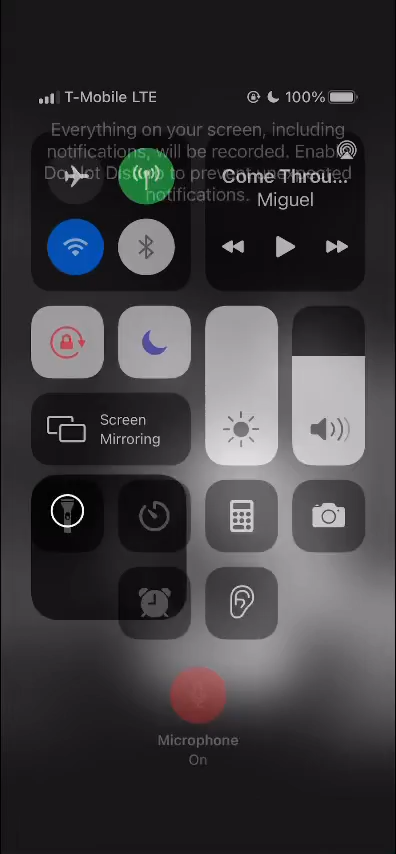 T-Mobile LTE
100%
Everything on your screen, including
notifications, will be recorded. Enable
Do Not Disturb to prevent unexpected
notifications.
Come Throu...
Miguel
Screen
Mirroring
Microphone
On